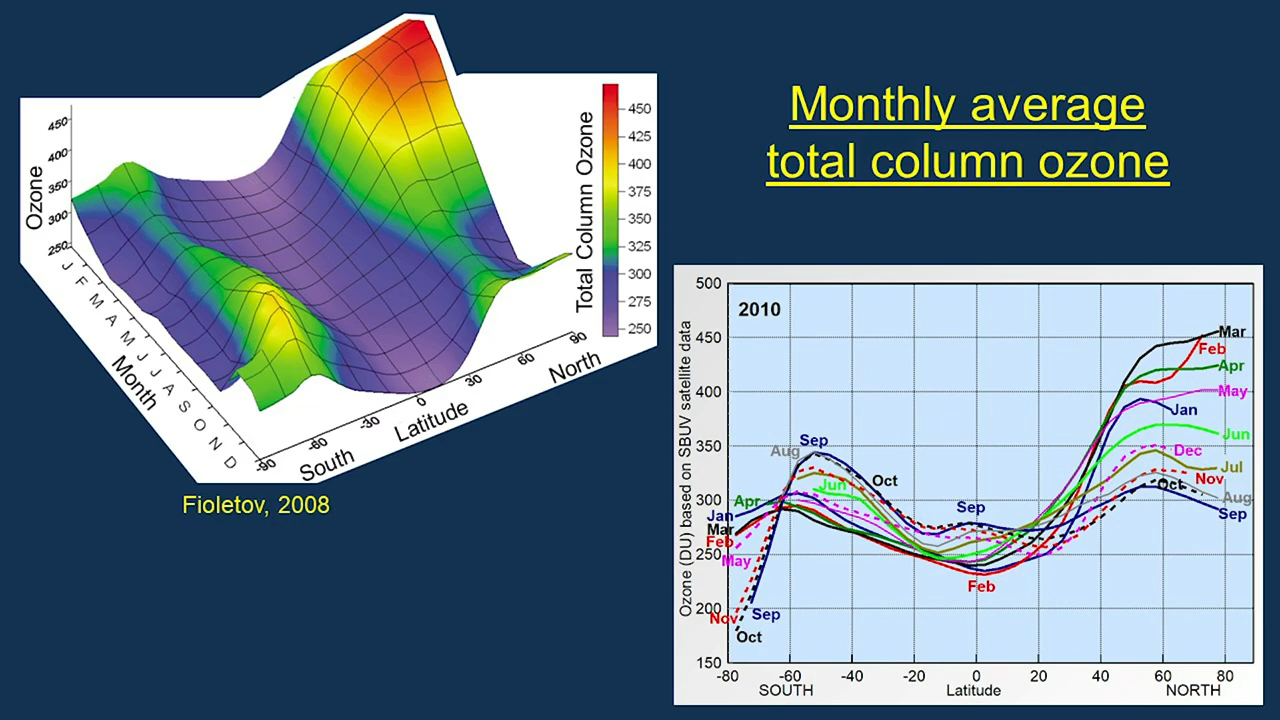 Monthly average
total column ozone
Ozone
450
400
350
300
250
J
F
M
A
M
J
J
A
S
O
N
D
Month
-90
-60
-30
0
30
60
90
South
Latitude
North
Total Column Ozone
450
425
400
375
350
325
300
275
250
Fioletov, 2008
2010
Ozone (DU) based on SBUV satellite data
500
450
400
350
300
250
200
150
-80
-60
-40
-20
0
20
40
60
80
SOUTH
Latitude
NORTH
Mar
Feb
Apr
May
Jan
Jun
Dec
Jul
Nov
Oct
Aug
Sep
Sep
Aug
Oct
Jun
Sep
Feb
Apr
Jan
Mar
Feb
May
Nov
Sep
Oct